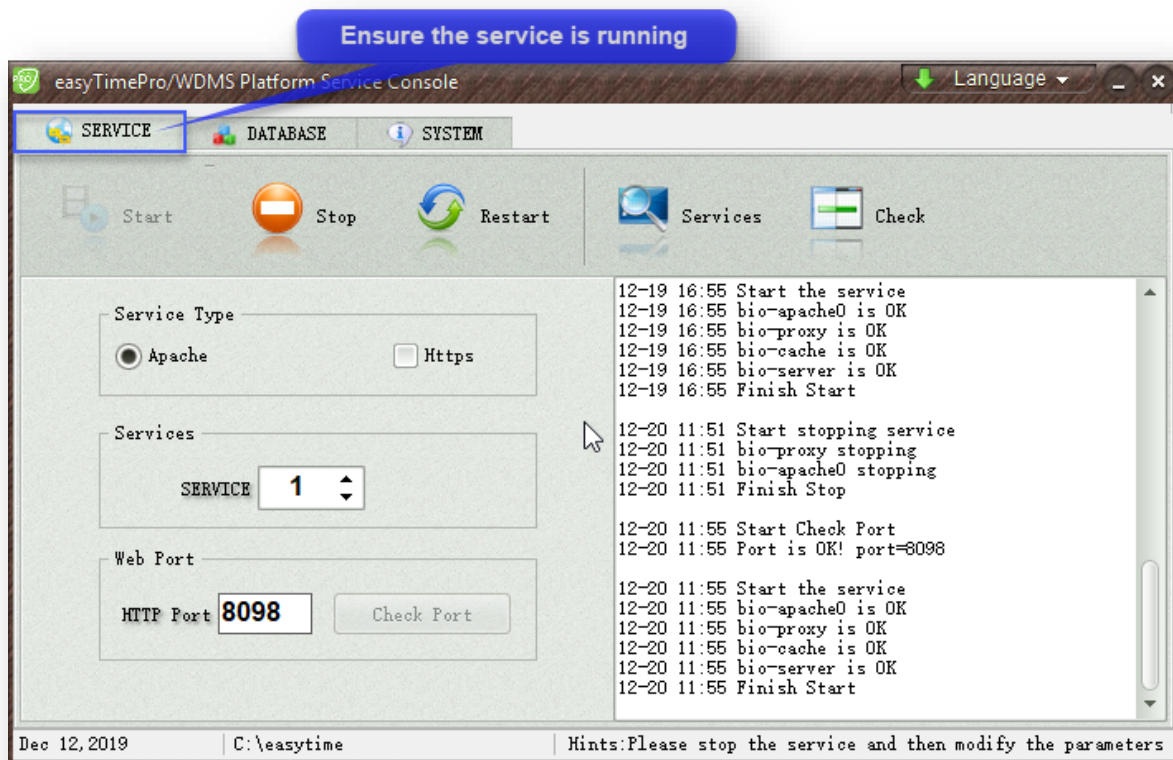 Ensure the service is running
easyTimePro/WDMS Platform Service Console
Language
SERVICE
DATABASE
SYSTEM
Start
Stop
Restart
Services
Check
Service Type
Apache
Https
Services
SERVICE 1
Web Port
HTTP Port 8098
Check Port
12-19 16:55 Start the service
12-19 16:55 bio-apache0 is OK
12-19 16:55 bio-proxy is OK
12-19 16:55 bio-cache is OK
12-19 16:55 bio-server is OK
12-19 16:55 Finish Start
12-20 11:51 Start stopping service
12-20 11:51 bio-proxy stopping
12-20 11:51 bio-apache0 stopping
12-20 11:51 Finish Stop
12-20 11:55 Start Check Port
12-20 11:55 Port is OK! port=8098
12-20 11:55 Start the service
12-20 11:55 bio-apache0 is OK
12-20 11:55 bio-proxy is OK
12-20 11:55 bio-cache is OK
12-20 11:55 bio-server is OK
12-20 11:55 Finish Start
Dec 12,2019
C:\easytime
Hints:Please stop the service and then modify the parameters